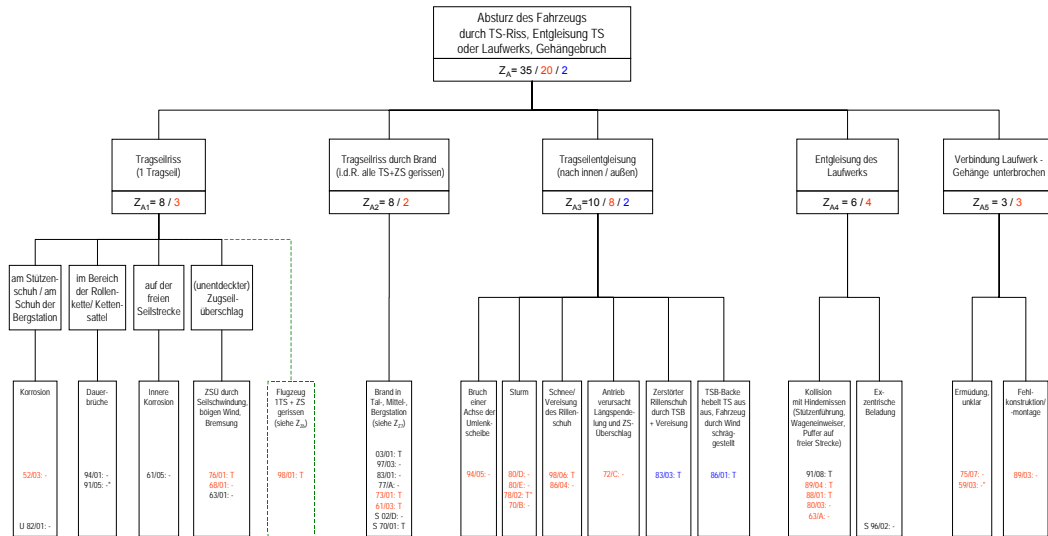 Absturz des Fahrzeugs
durch TS-Riss, Entgleisung TS
oder Laufwerks, Gehängebruch
ZA= 35 / 20 / 2
Tragseilriss
(1 Tragseil)
ZA1= 8 / 3
Tragseilriss durch Brand
(i.d.R. alle TS+ZS gerissen)
ZA2= 8 / 2
Tragseilentgleisung
(nach innen / außen)
ZA3=10 / 8 / 2
Entgleisung des
Laufwerks
ZA4 = 6 / 4
Verbindung Laufwerk -
Gehänge unterbrochen
ZA5 = 3 / 3
am Stützen-
schuh / am
Schuh der
Bergstation
im Bereich
der Rollen-
kette/ Ketten-
sattel
auf der
freien
Seilstrecke
(unentdeckter)
Zugseil-
überschlag
Korrosion
52/03: -
U 82/01: -
Dauer-
brüche
94/01: -
91/05: -*
Innere
Korrosion
61/05: -
ZSÜ durch
Seilschwindung,
böigen Wind,
Bremsung
76/01: T
68/01: -
63/01: -
Flugzeug
1TS + ZS
gerissen
(siehe Z26)
98/01: T
Brand in
Tal-, Mittel-,
Bergstation
(siehe Z27)
03/01: T
97/03: -
83/01: -
77/A: -
73/01: T
61/03: T
S 02/D: -
S 70/01: T
Bruch
einer
Achse der
Umlenk-
scheibe
94/05: -
Sturm
80/D: -
80/E: -
78/02: T*
70/B: -
Schnee/
Vereisung
des Rillen-
schuh
98/06: T
86/04: -
Antrieb
verursacht
Längspende-
lung und ZS-
Überschlag
72/C: -
Zerstörter
Rillenschuh
durch TSB
+ Vereisung
83/03: T
TSB-Backe
hebelt TS aus
aus, Fahrzeug
durch Wind
schräg-
gestellt
86/01: T
Kollision
mit Hindernissen
(Stützenführung,
Wageneinweiser,
Puffer auf
freier Strecke)
91/08: T
89/04 : T
88/01: T
80/03: -
63/A: -
Ex-
zentrische
Beladung
S 96/02: -
Ermüdung,
unklar
75/07: -
59/03: -*
Fehl-
konstruktion/
-montage
89/03: -